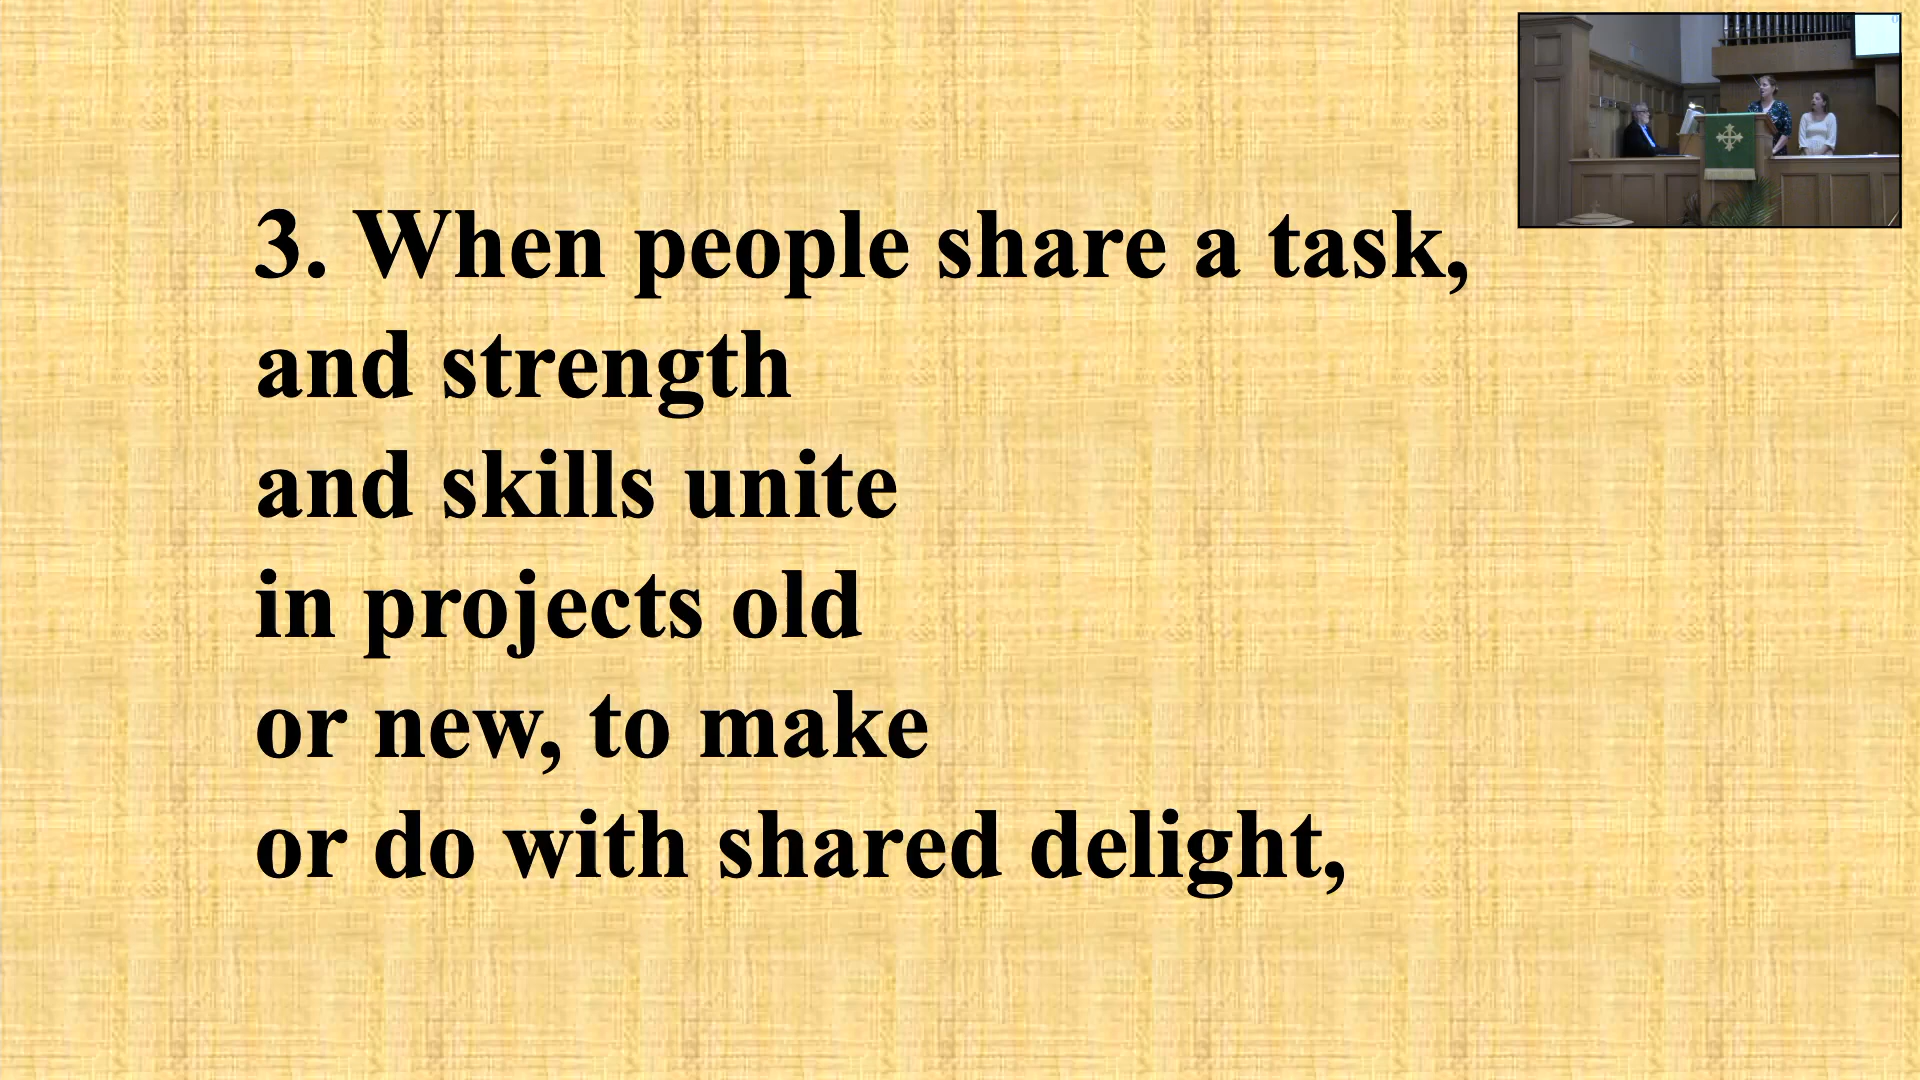 3. When people share a task,
and strength
and skills unite
in projects old
or new, to make
or do with shared delight,